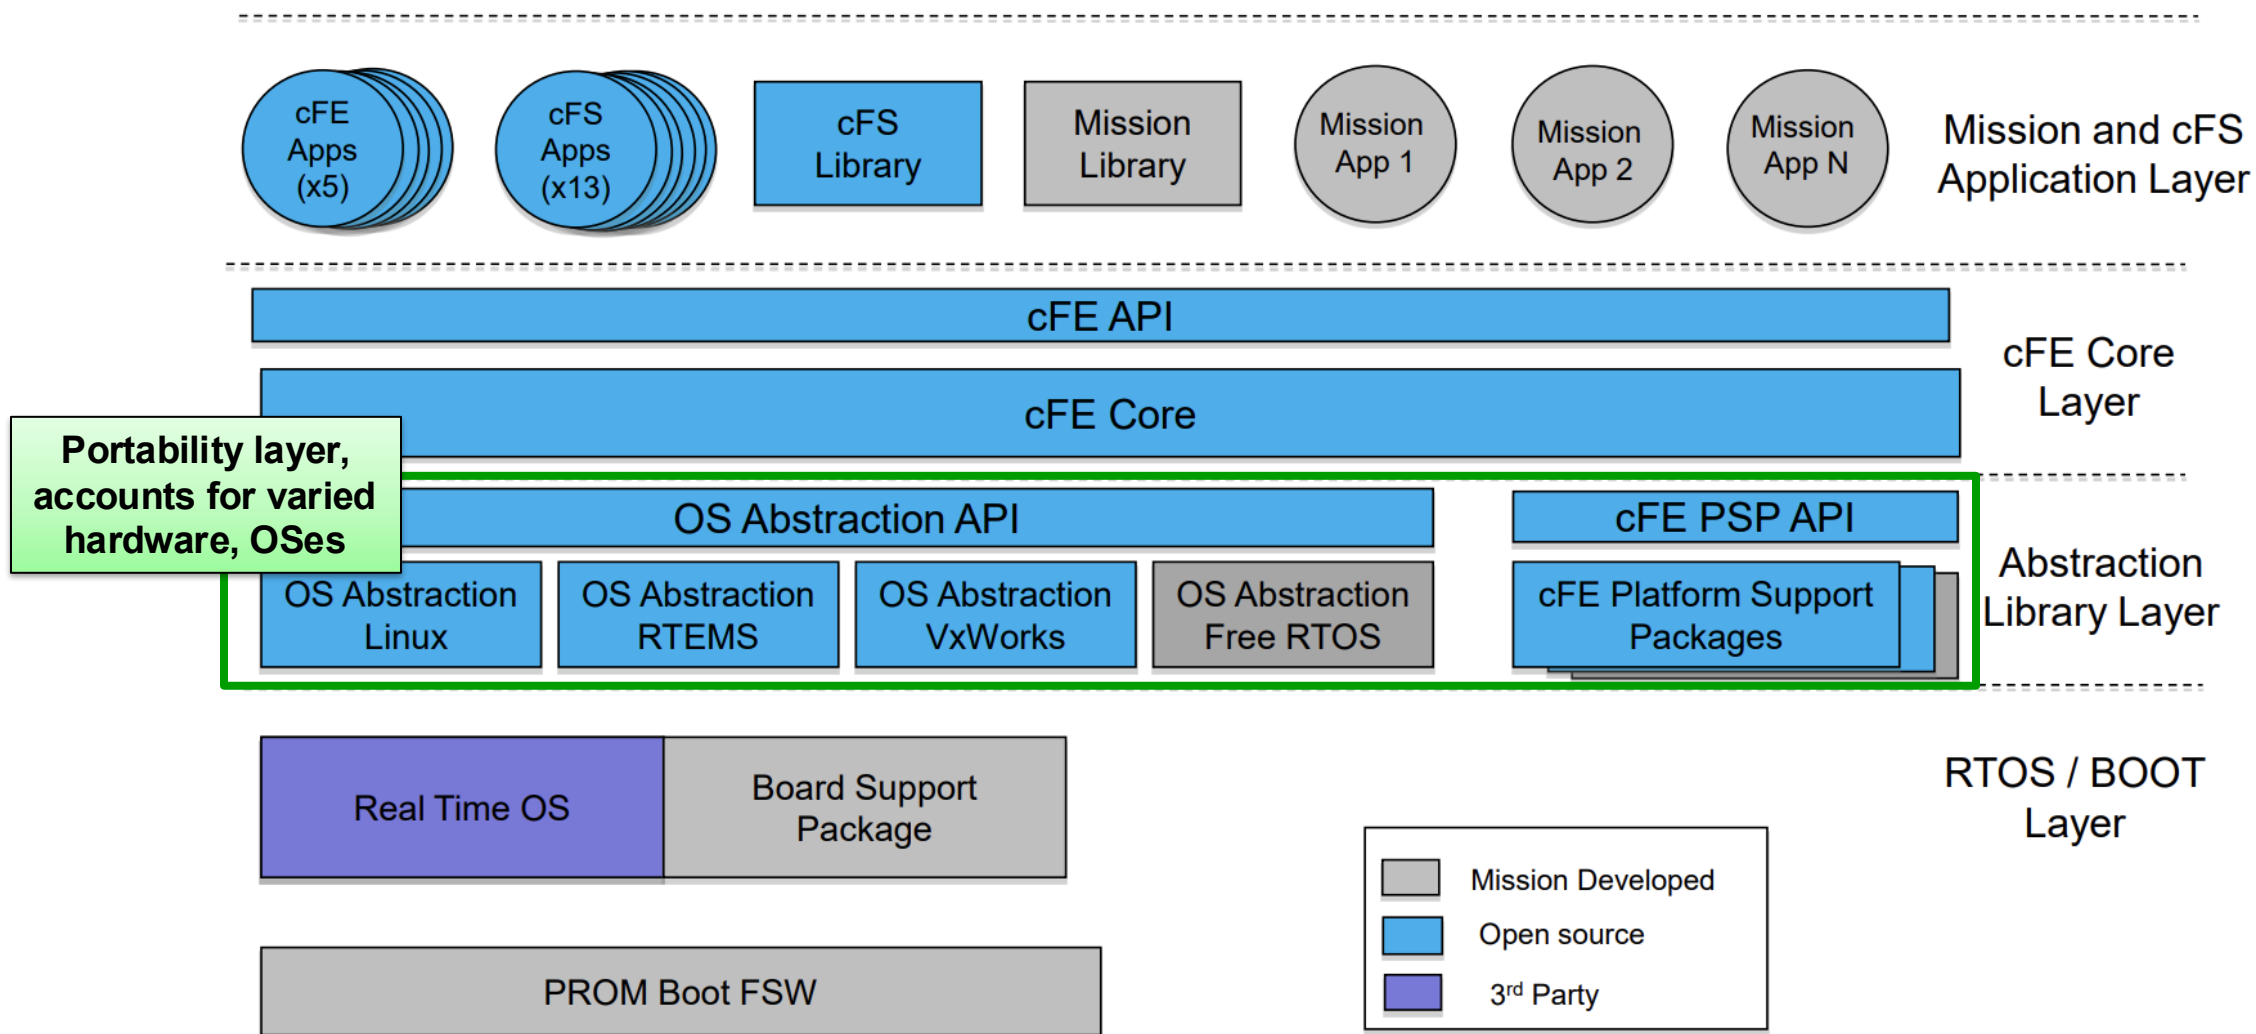 cFE
Apps
(x5)
cFS
Apps
(x13)
cFS
Library
Mission
Library
Mission
App 1
Mission
App 2
Mission
App N
Mission and cFS
Application Layer
cFE API
cFE Core
cFE Core
Layer
Portability layer,
accounts for varied
hardware, OSes
OS Abstraction API
cFE PSP API
OS Abstraction
Linux
OS Abstraction
RTEMS
OS Abstraction
VxWorks
OS Abstraction
Free RTOS
cFE Platform Support
Packages
Abstraction
Library Layer
Real Time OS
Board Support
Package
RTOS / BOOT
Layer
PROM Boot FSW
Mission Developed
Open source
3rd Party